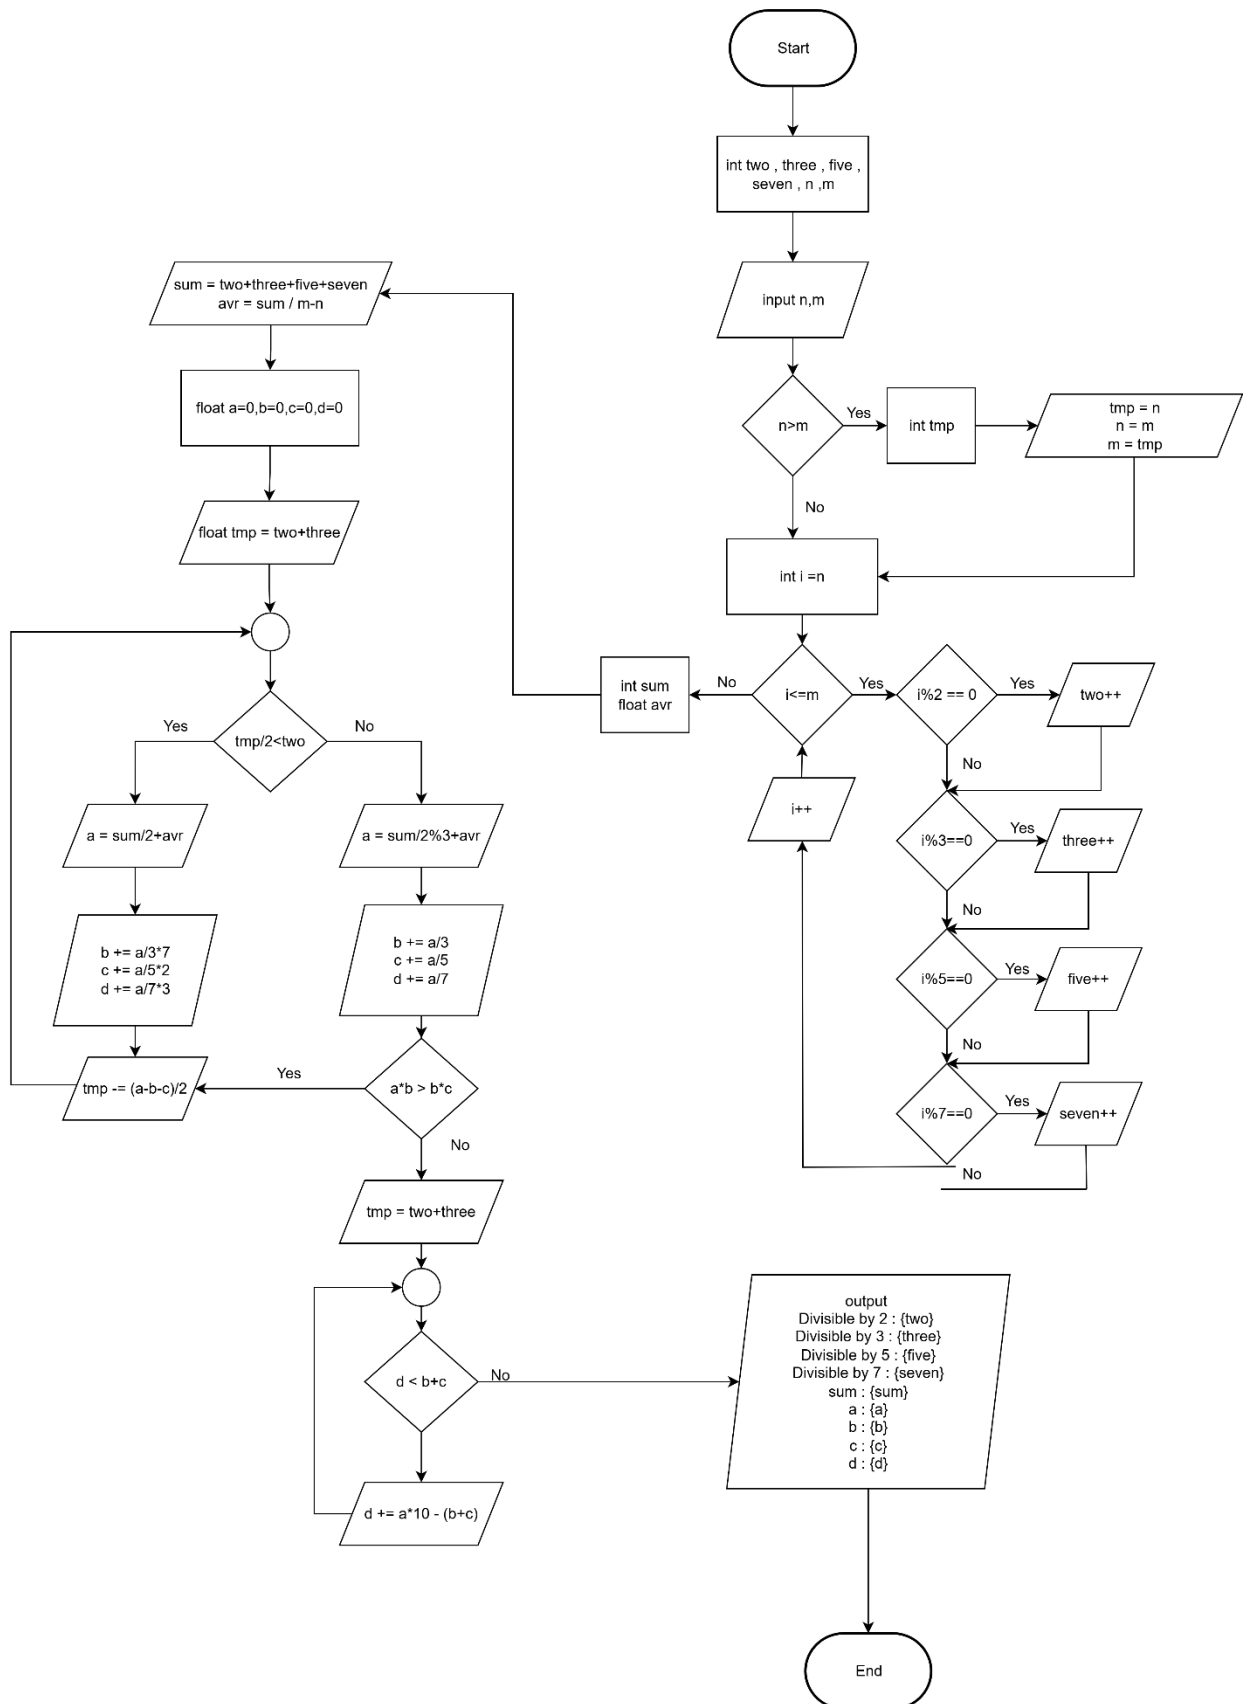 Start
int two , three , five ,
seven , n ,m
input n,m
n>m
Yes
int tmp
tmp = n
n = m
m = tmp
No
int i =n
i<=m
Yes
i%2 == 0
Yes
two++
No
i%3==0
Yes
three++
No
i%5==0
Yes
five++
No
i%7==0
Yes
seven++
No
i++
No
int sum
float avr
sum = two+three+five+seven
avr = sum / m-n
float a=0,b=0,c=0,d=0
float tmp = two+three
tmp/2<two
Yes
No
a = sum/2+avr
b += a/3*7
c += a/5*2
d += a/7*3
tmp -= (a-b-c)/2
a = sum/2%3+avr
b += a/3
c += a/5
d += a/7
a*b > b*c
Yes
No
tmp = two+three
d < b+c
No
d += a*10 - (b+c)
output
Divisible by 2 : {two}
Divisible by 3 : {three}
Divisible by 5 : {five}
Divisible by 7 : {seven}
sum : {sum}
a : {a}
b : {b}
c : {c}
d : {d}
End